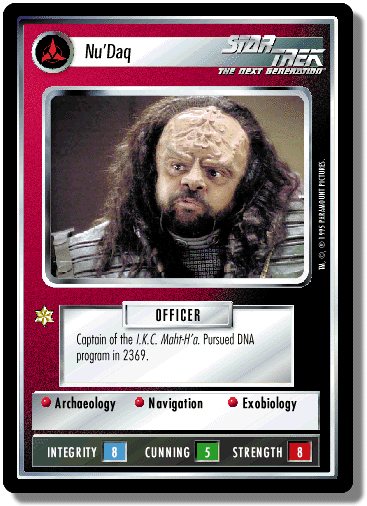 Nu'Daq
STAR TREK
THE NEXT GENERATION
TM, ©, ® 1995 PARAMOUNT PICTURES.
OFFICER
Captain of the I.K.C. Maht-H'a. Pursued DNA
program in 2369.
Archaeology Navigation Exobiology
INTEGRITY 8 CUNNING 5 STRENGTH 8